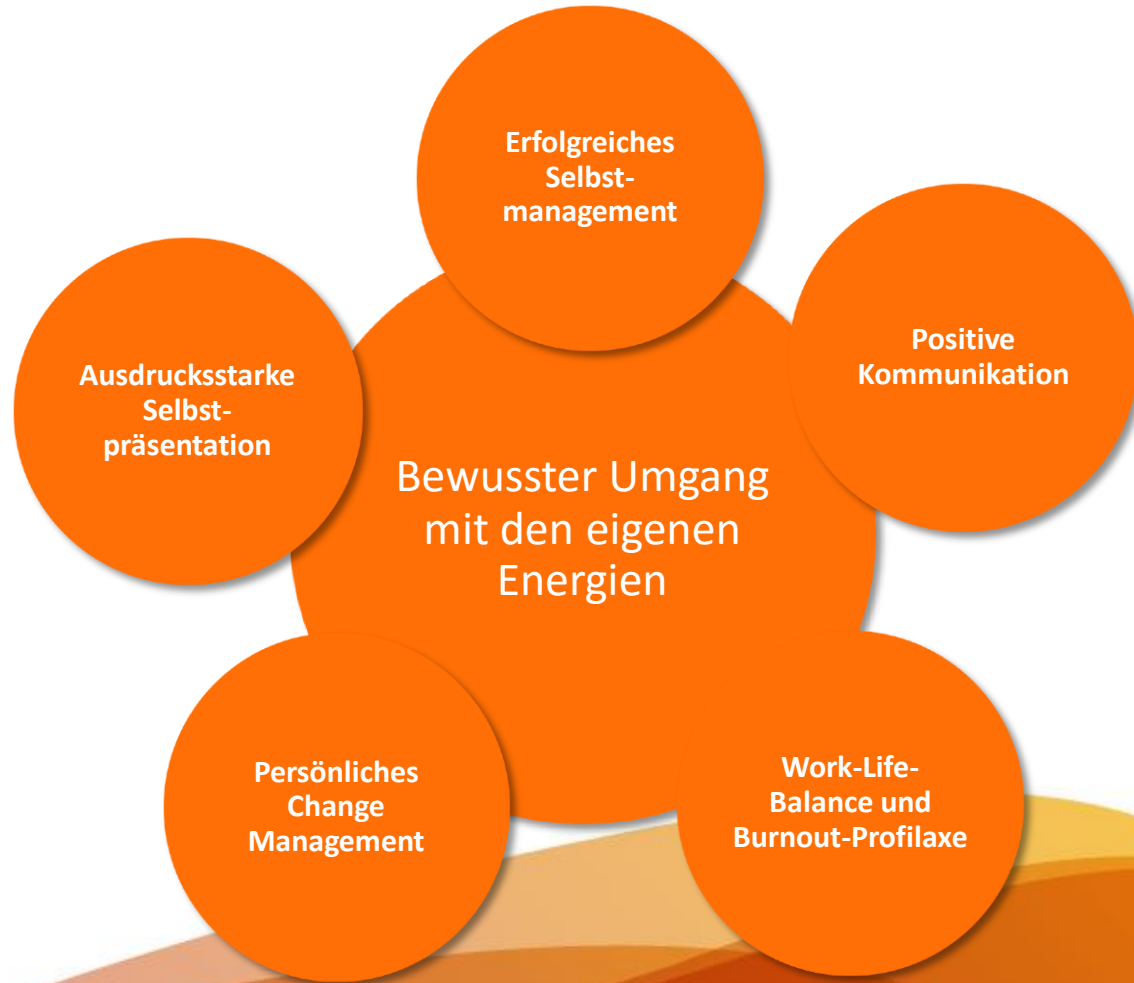 Erfolgreiches
Selbst-
management
Positive
Kommunikation
Ausdrucksstarke
Selbst-
präsentation
Bewusster Umgang
mit den eigenen
Energien
Work-Life-
Balance und
Burnout-Profilaxe
Persönliches
Change
Management